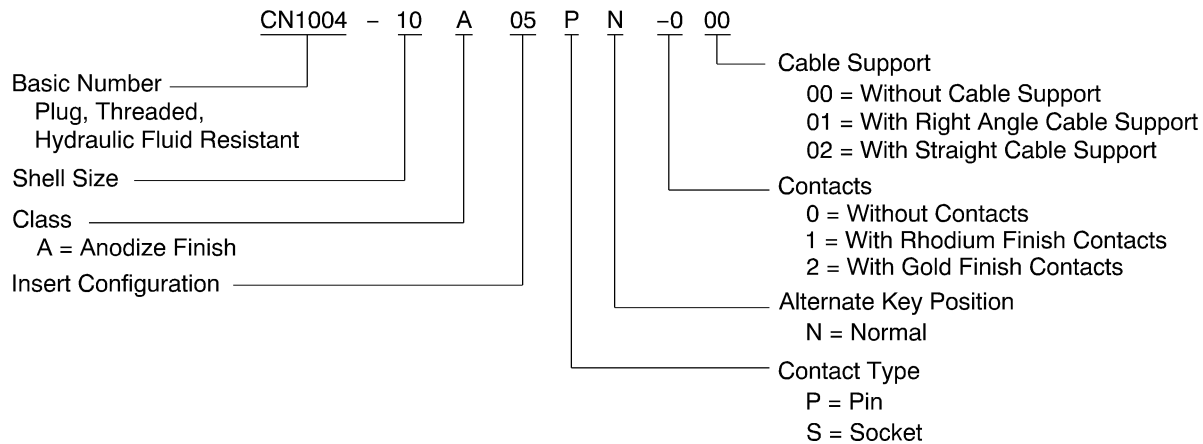 CN1004 – 10 A 05 P N –0 00
Basic Number
Plug, Threaded,
Hydraulic Fluid Resistant
Shell Size
Class
A = Anodize Finish
Insert Configuration
Cable Support
00 = Without Cable Support
01 = With Right Angle Cable Support
02 = With Straight Cable Support
Contacts
0 = Without Contacts
1 = With Rhodium Finish Contacts
2 = With Gold Finish Contacts
Alternate Key Position
N = Normal
Contact Type
P = Pin
S = Socket